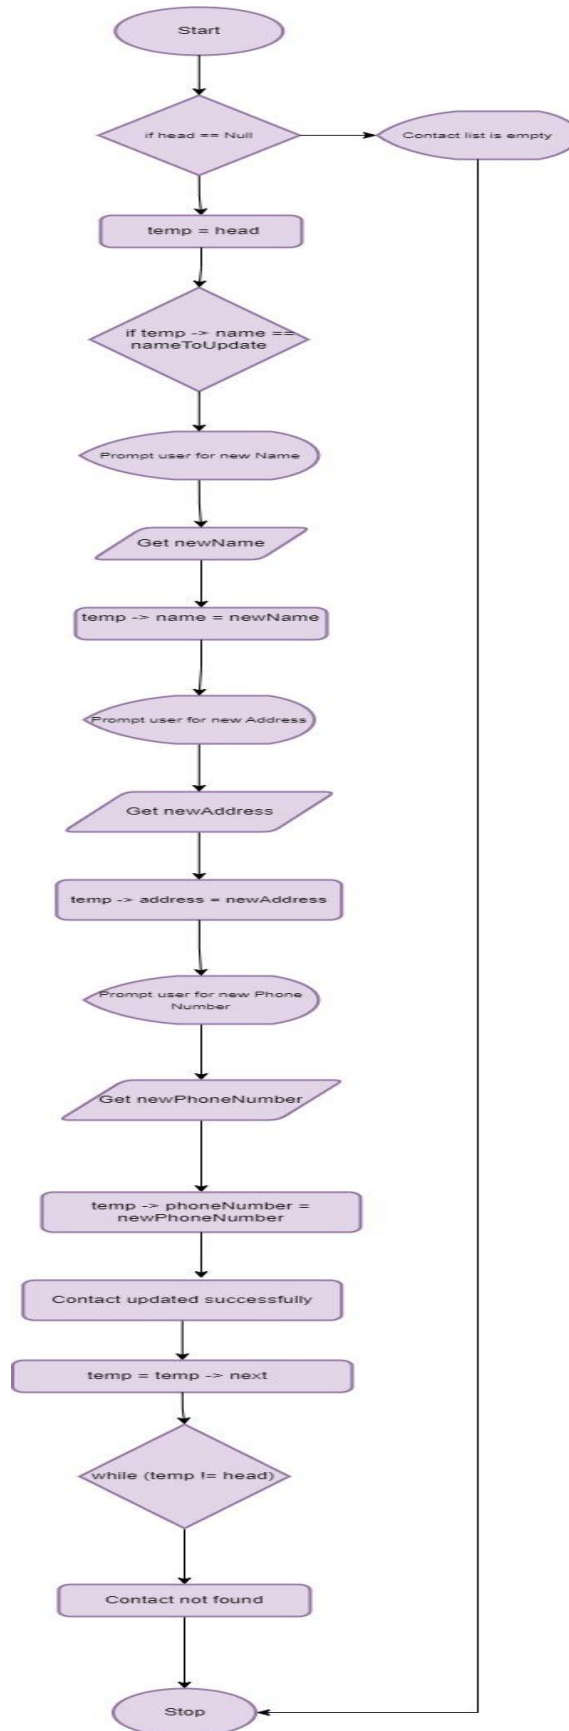 Start
if head == Null
Contact list is empty
temp = head
if temp -> name ==
nameToUpdate
Prompt user for new Name
Get newName
temp -> name = newName
Prompt user for new Address
Get newAddress
temp -> address = newAddress
Prompt user for new Phone
Number
Get newPhoneNumber
temp -> phoneNumber =
newPhoneNumber
Contact updated successfully
temp = temp -> next
while (temp != head)
Contact not found
Stop